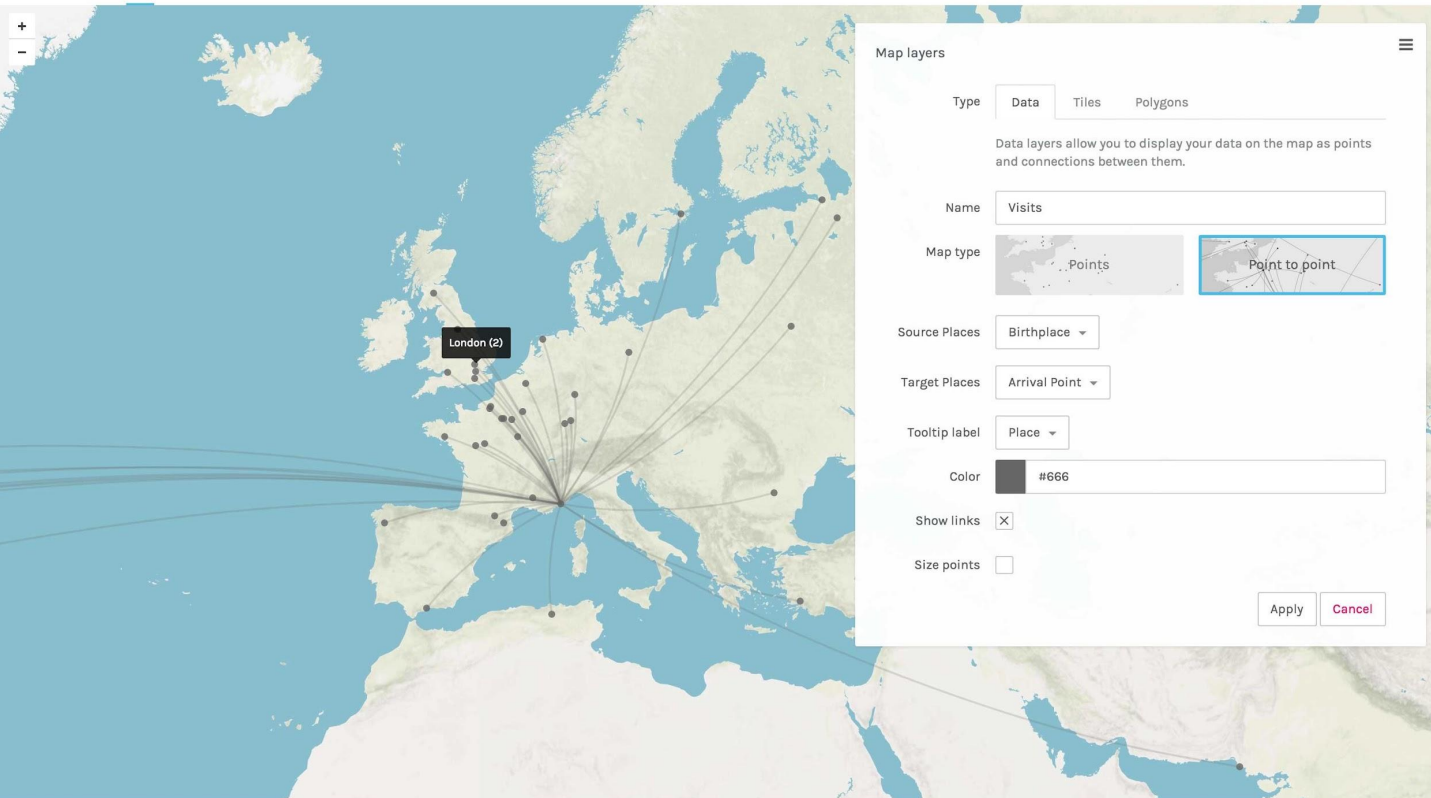 +
−
London (2)
Map layers
Type
Data
Tiles
Polygons
Data layers allow you to display your data on the map as points
and connections between them.
Name
Visits
Map type
Points
Point to point
Source Places
Birthplace
Target Places
Arrival Point
Tooltip label
Place
Color
#666
Show links
Size points
Apply
Cancel